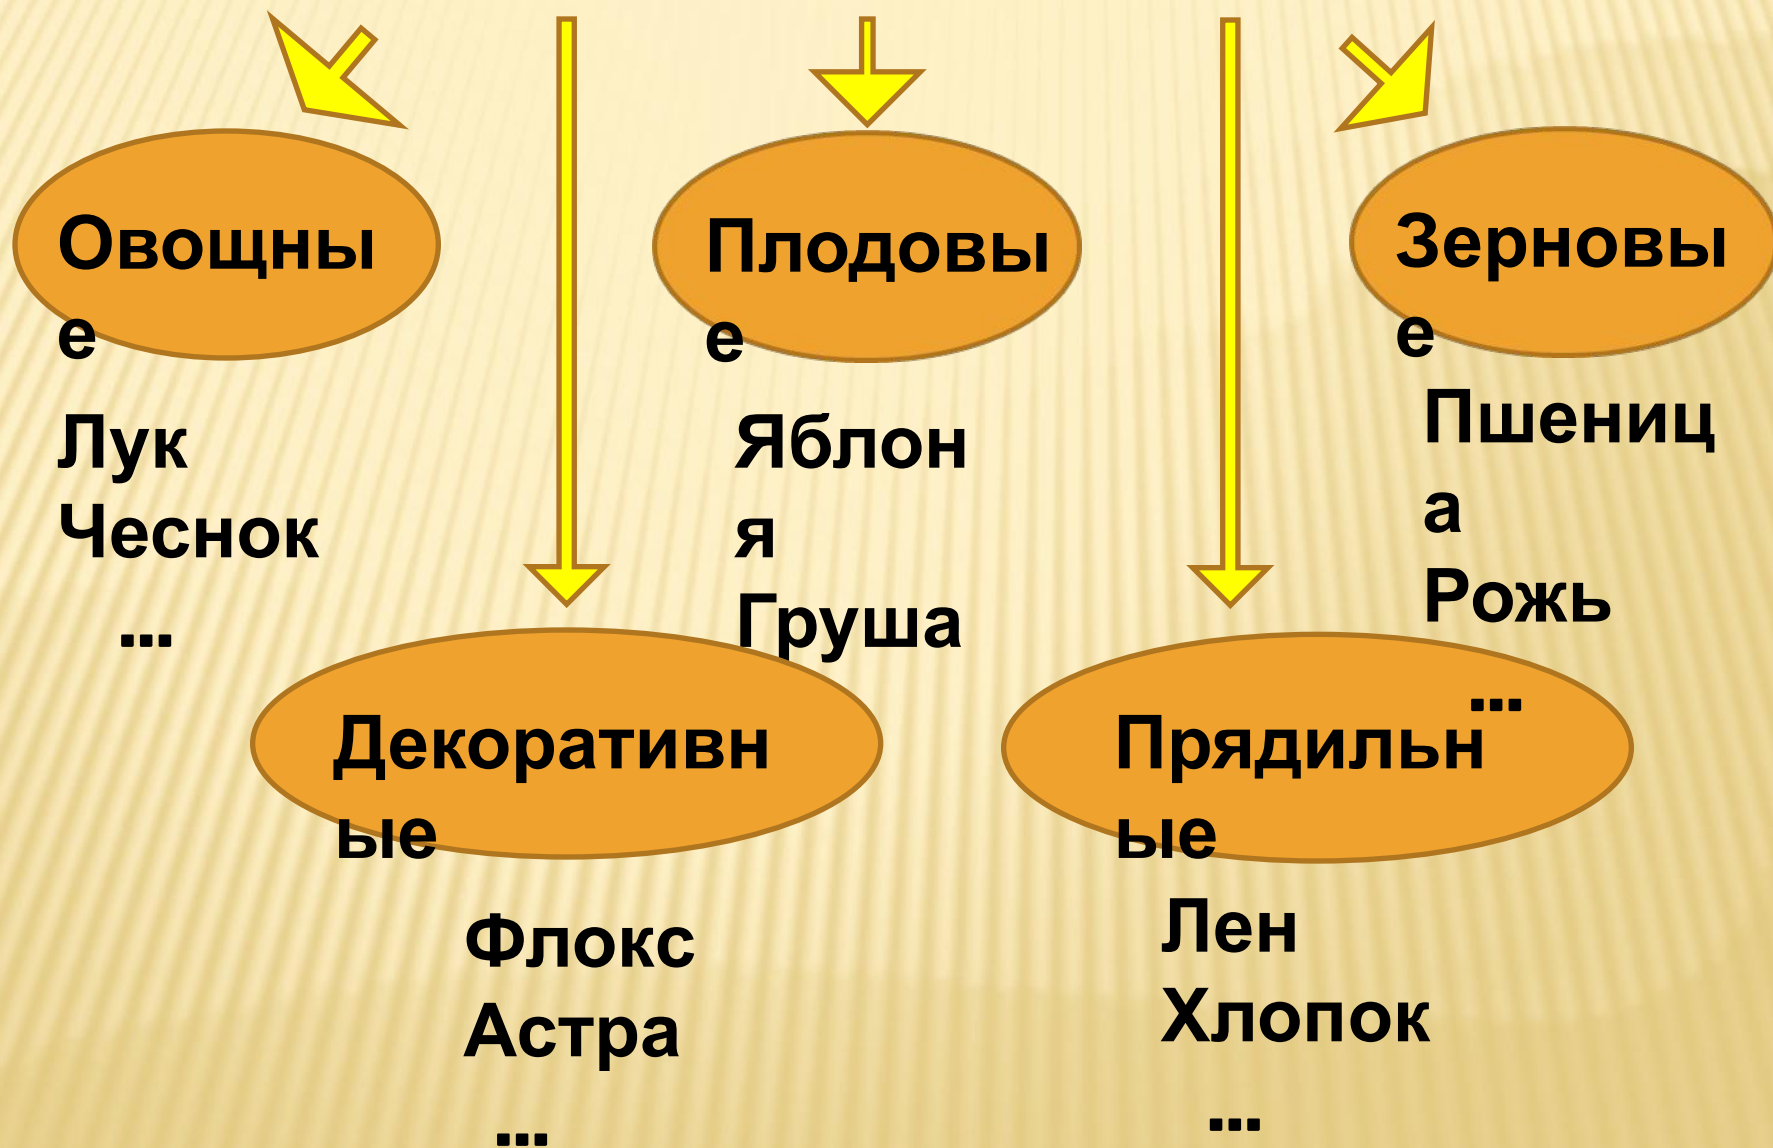 Овощны
е
Лук
Чеснок
...
Плодовы
е
Яблон
я
Груша
Зерновы
е
Пшениц
а
Рожь
...
Декоративн
ые
Флокс
Астра
...
Прядильн
ые
Лен
Хлопок
...